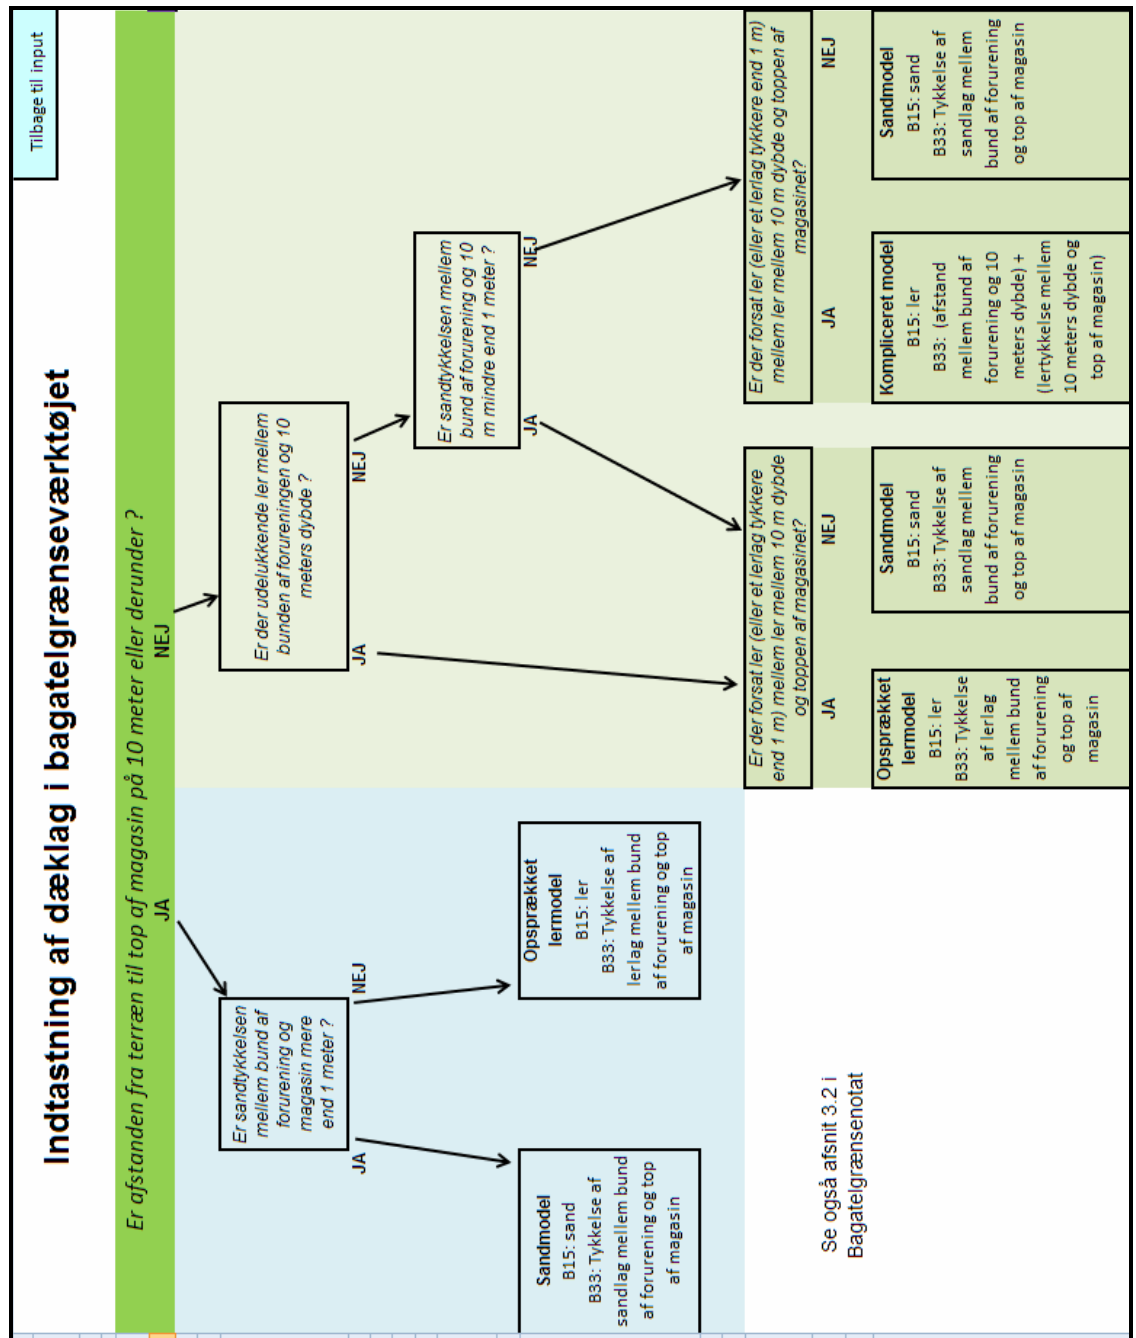 Tilbage til input
Indtastning af dæklag i bagatelgrænseværktøjet
Er afstanden fra terræn til top af magasin på 10 meter eller derunder ?
JA
NEJ
Er sandtykkelsen
mellem bund af
forurening og
magasin mere
end 1 meter ?
JA
NEJ
Sandmodel
B15: sand
B33: Tykkelse af
sandlag mellem bund
af forurening og top
af magasin
Opsprækket
lermodel
B15: ler
B33: Tykkelse af
lerlag mellem bund
af forurening og top
af magasin
Er der udelukkende ler mellem
bunden af forureningen og 10
meters dybde ?
JA
NEJ
Er sandtykkelsen mellem
bund af forurening og 10
m mindre end 1 meter ?
JA
NEJ
Er der forsat ler (eller et lerlag tykkere
end 1 m) mellem ler mellem 10 m dybde
og toppen af magasinet?
JA
NEJ
Opsprækket
lermodel
B15: ler
B33: Tykkelse
af lerlag
mellem bund
af forurening
og top af
magasin
Sandmodel
B15: sand
B33: Tykkelse af
sandlag mellem
bund af forurening
og top af magasin
Er der forsat ler (eller et lerlag tykkere end 1 m)
mellem ler mellem 10 m dybde og toppen af
magasinet?
JA
NEJ
Kompliceret model
B15: ler
B33: (afstand
mellem bund af
forurening og 10
meters dybde) +
(lertykkelse mellem
10 meters dybde og
top af magasin)
Sandmodel
B15: sand
B33: Tykkelse af
sandlag mellem
bund af forurening
og top af magasin
Se også afsnit 3.2 i
Bagatelgrænsenotat